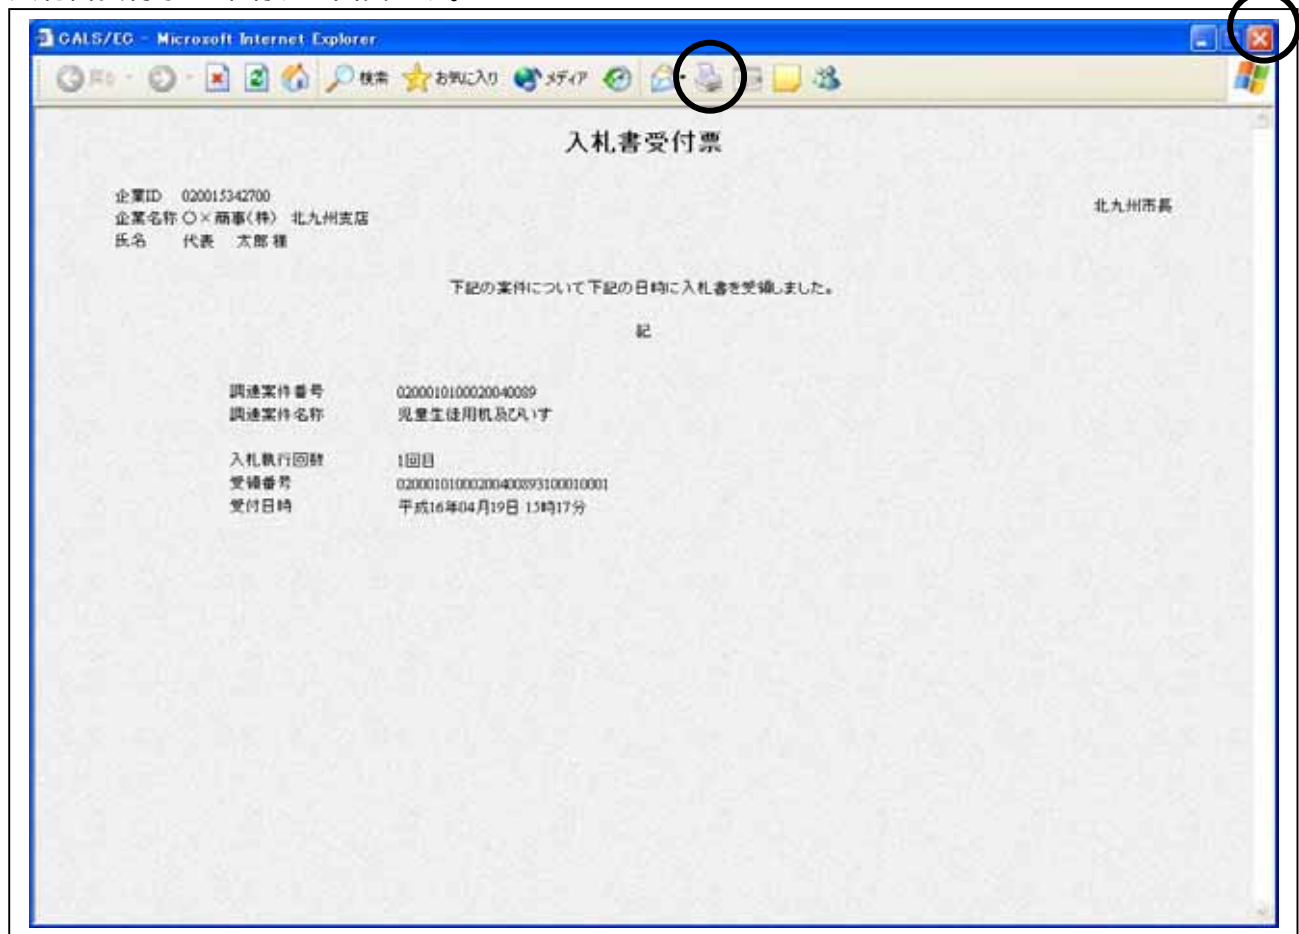 CALS/EC - Microsoft Internet Explorer
戻る 検索 お気に入り メディア
入札書受付票
企業ID 020015342700
北九州市長
企業名称 〇×商事(株) 北九州支店
氏名 代表 太郎 様
下記の案件について下記の日時に入札書を受領しました。
記
調達案件番号 0200010100020040089
調達案件名称 児童生徒用机及びいす
入札執行回数 1回目
受領番号 02000101000200400893100010001
受付日時 平成16年04月19日 15時17分